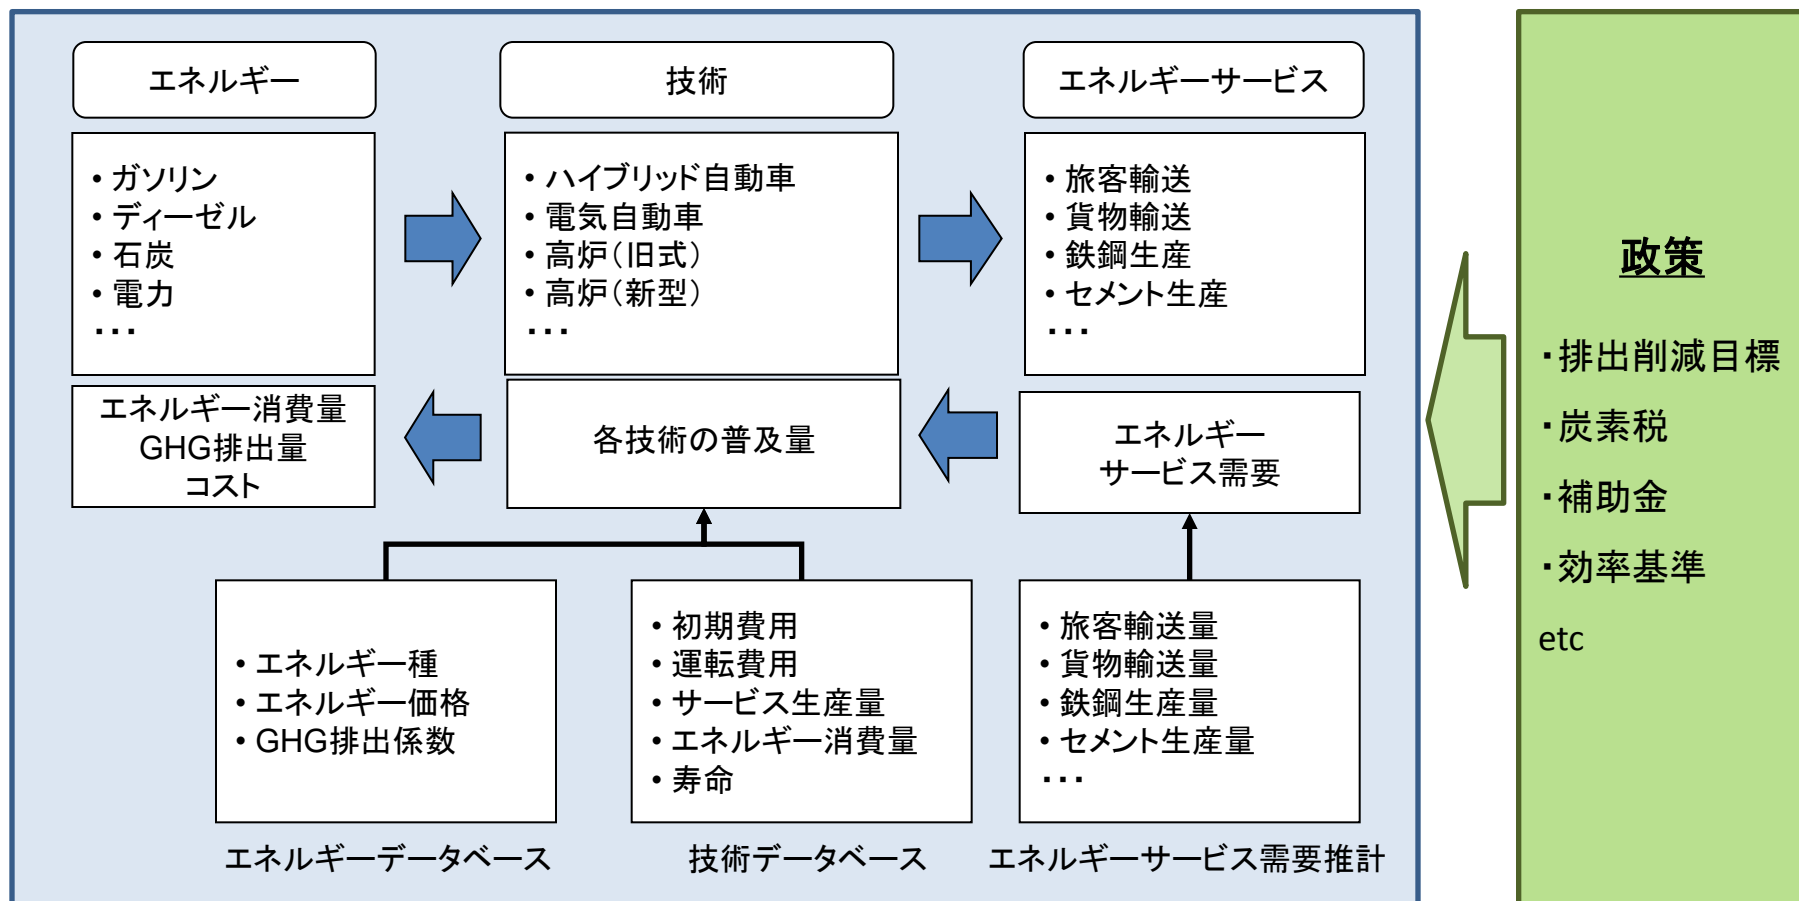 エネルギー
技術
エネルギーサービス
• ガソリン
• ディーゼル
• 石炭
• 電力
・・・
• ハイブリッド自動車
• 電気自動車
• 高炉（旧式）
• 高炉（新型）
・・・
• 旅客輸送
• 貨物輸送
• 鉄鋼生産
• セメント生産
・・・
エネルギー消費量
GHG排出量
コスト
各技術の普及量
エネルギー
サービス需要
• エネルギー種
• エネルギー価格
• GHG排出係数
• 初期費用
• 運転費用
• サービス生産量
• エネルギー消費量
• 寿命
• 旅客輸送量
• 貨物輸送量
• 鉄鋼生産量
• セメント生産量
・・・
エネルギーデータベース
技術データベース
エネルギーサービス需要推計
政策
・排出削減目標
・炭素税
・補助金
・効率基準
etc